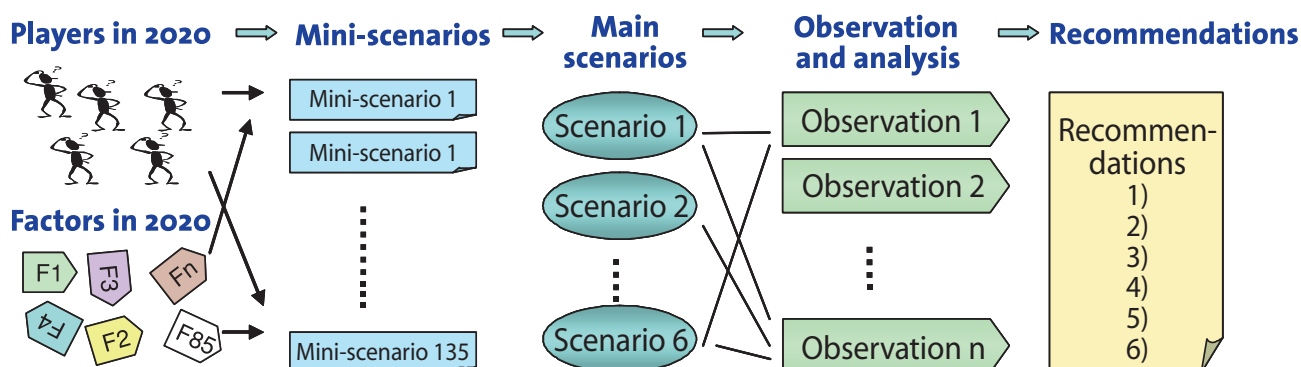 Players in 2020
Mini-scenarios
Main
scenarios
Observation
and analysis
Recommendations
? ? ?
? ?
Mini-scenario 1
Mini-scenario 1
Mini-scenario 135
Factors in 2020
F1
F3
Fn
F4
F2
F85
Scenario 1
Scenario 2
Scenario 6
Observation 1
Observation 2
Observation n
Recommen-
dations
1)
2)
3)
4)
5)
6)